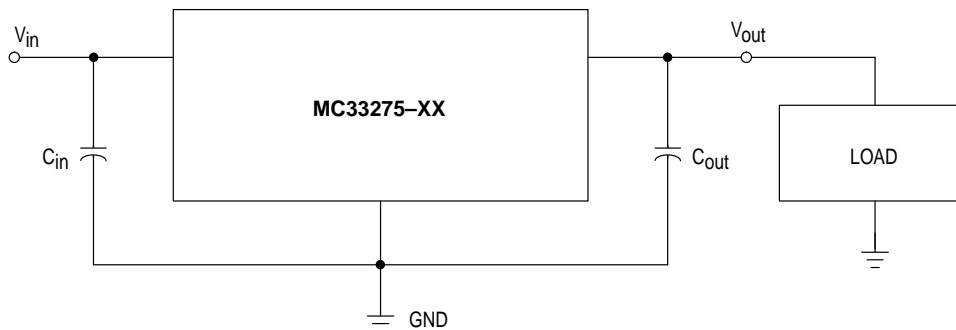 Vin
Vout
MC33275–XX
Cin
Cout
LOAD
GND